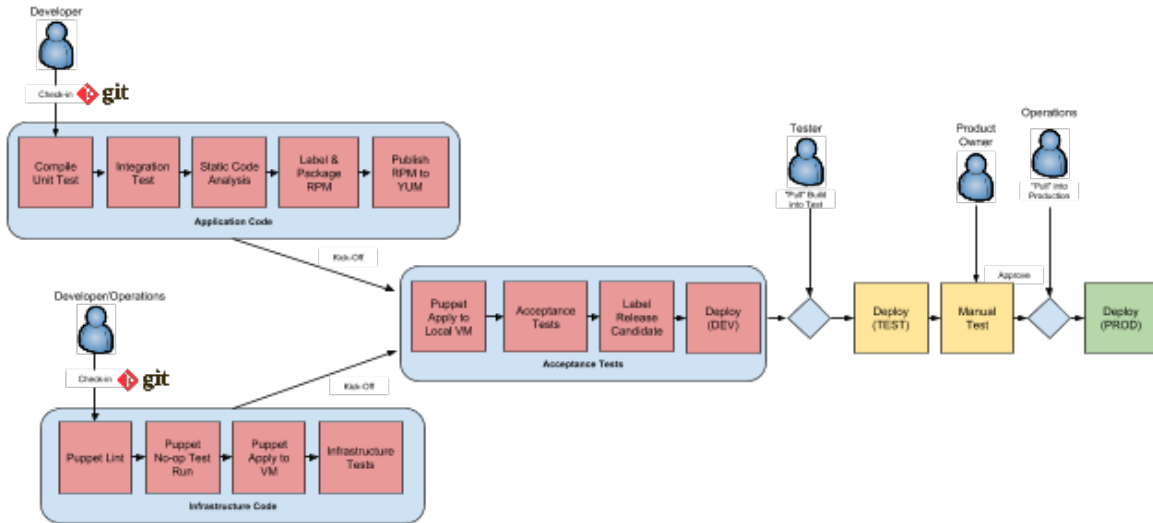 Developer
Check-in
git
Compile
Unit Test
Integration
Test
Static Code
Analysis
Label &
Package
RPM
Publish
RPM to
YUM
Application Code
Kick-Off
Developer/Operations
Check-in
git
Puppet Lint
Puppet
No-op Test
Run
Puppet
Apply to
VM
Infrastructure
Tests
Infrastructure Code
Kick-Off
Puppet
Apply to
Local VM
Acceptance
Tests
Label
Release
Candidate
Deploy
(DEV)
Acceptance Tests
Tester
"Pull" Build
into Test
Deploy
(TEST)
Product
Owner
Approve
Manual
Test
Operations
"Pull" into
Production
Deploy
(PROD)